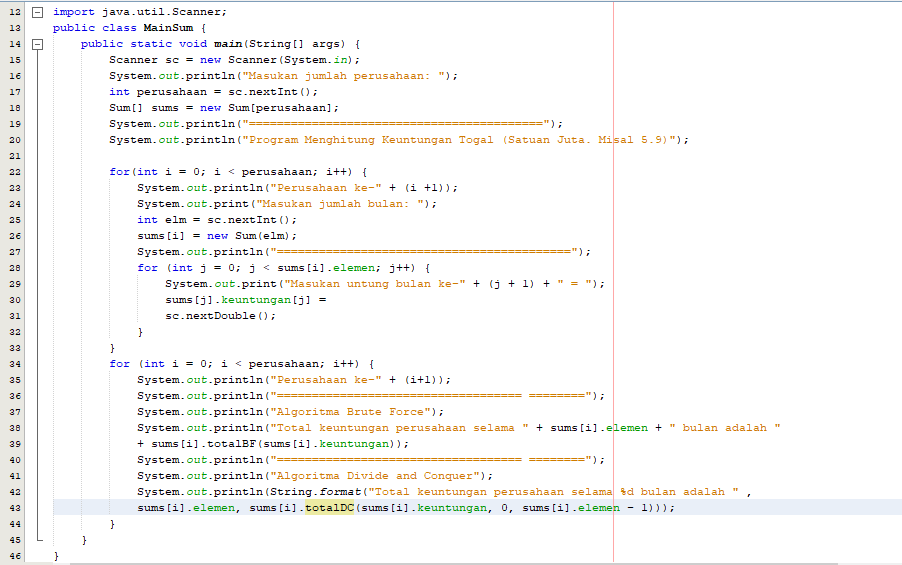 12 import java.util.Scanner;
13 public class MainSum {
14 public static void main(String[] args) {
15 Scanner sc = new Scanner(System.in);
16 System.out.println("Masukan jumlah perusahaan: ");
17 int perusahaan = sc.nextInt();
18 Sum[] sums = new Sum[perusahaan];
19 System.out.println("==========================================");
20 System.out.println("Program Menghitung Keuntungan Togal (Satuan Juta. Misal 5.9)");
21
22 for(int i = 0; i < perusahaan; i++) {
23 System.out.println("Perusahaan ke-" + (i +1));
24 System.out.print("Masukan jumlah bulan: ");
25 int elm = sc.nextInt();
26 sums[i] = new Sum(elm);
27 System.out.println("==========================================");
28 for (int j = 0; j < sums[i].elemen; j++) {
29 System.out.print("Masukan untung bulan ke-" + (j + 1) + " = ");
30 sums[j].keuntungan[j] =
31 sc.nextDouble();
32 }
33 }
34 for (int i = 0; i < perusahaan; i++) {
35 System.out.println("Perusahaan ke-" + (i+1));
36 System.out.println("=================================== ========");
37 System.out.println("Algoritma Brute Force");
38 System.out.println("Total keuntungan perusahaan selama " + sums[i].elemen + " bulan adalah "
39 + sums[i].totalBF(sums[i].keuntungan));
40 System.out.println("=================================== ========");
41 System.out.println("Algoritma Divide and Conquer");
42 System.out.println(String.format("Total keuntungan perusahaan selama %d bulan adalah " ,
43 sums[i].elemen, sums[i].totalDC(sums[i].keuntungan, 0, sums[i].elemen - 1)));
44 }
45 }
46 }